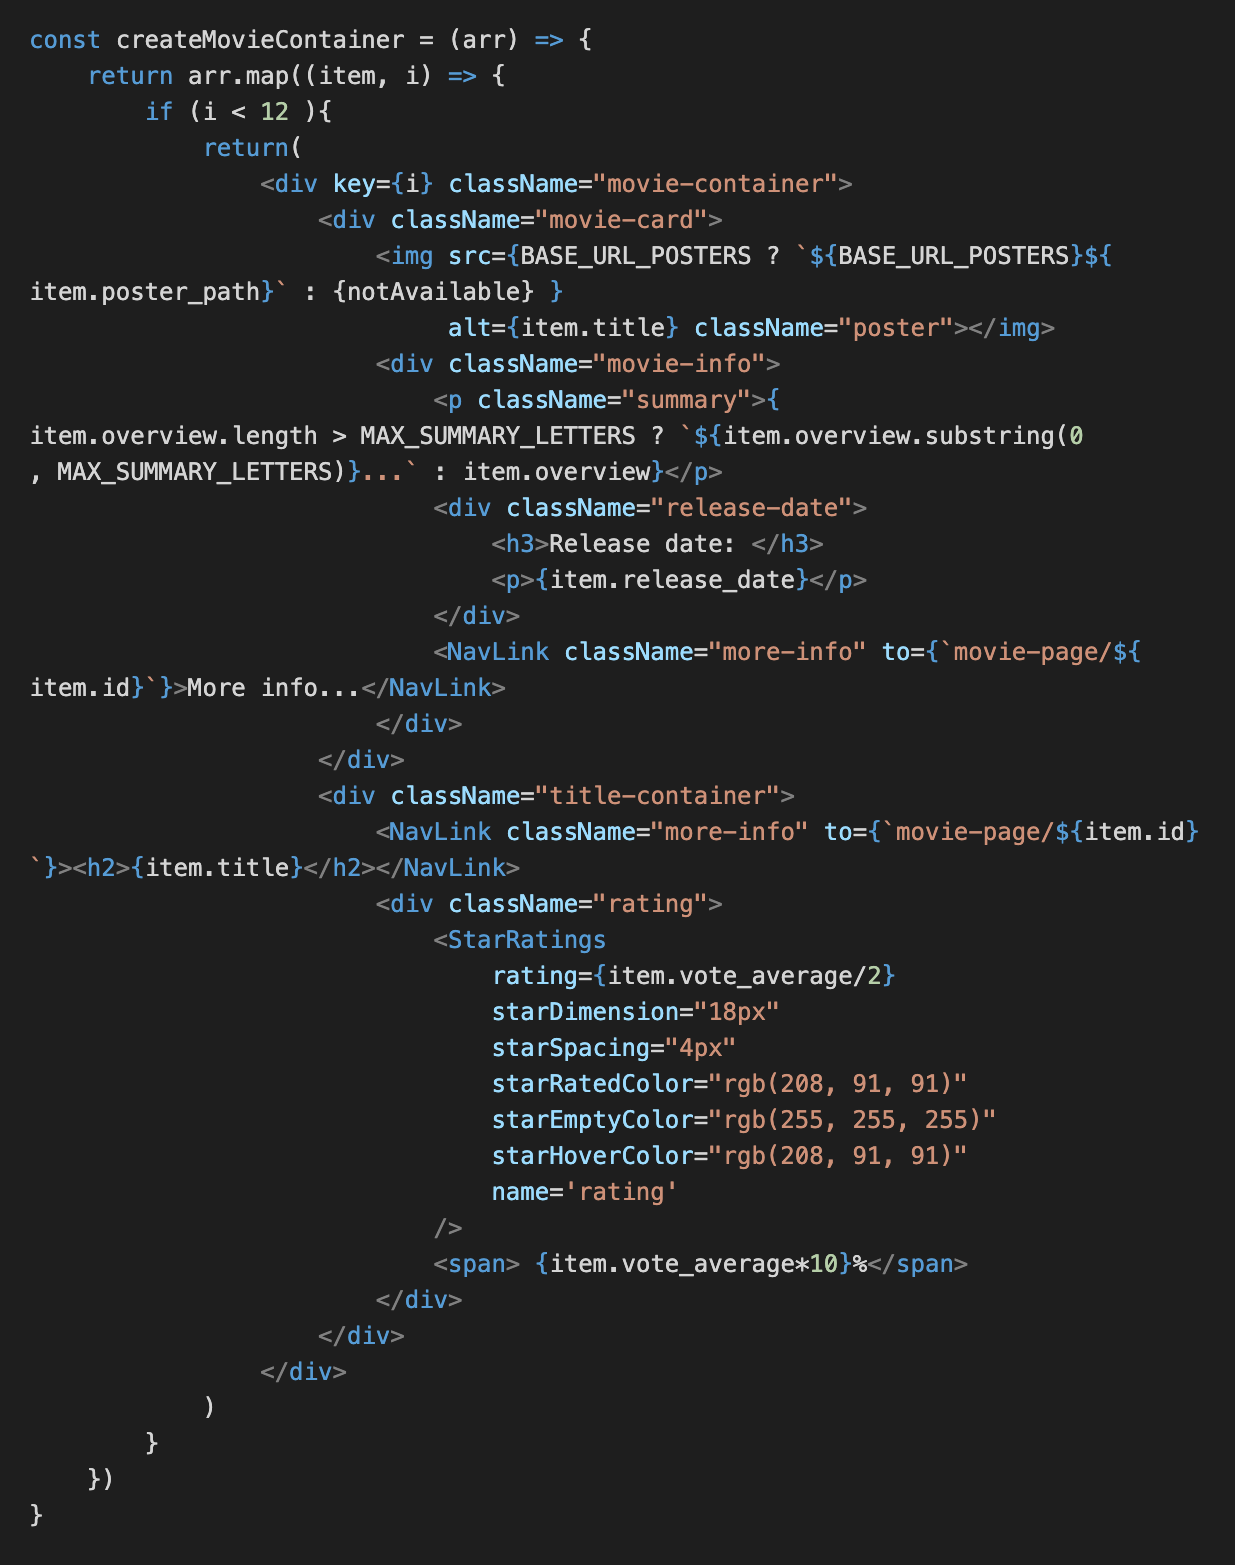 const createMovieContainer = (arr) => {
    return arr.map((item, i) => {
        if (i < 12 ){
            return(
                <div key={i} className="movie-container">
                    <div className="movie-card">
                        <img src={BASE_URL_POSTERS ? `${BASE_URL_POSTERS}${
item.poster_path}` : {notAvailable} }
                             alt={item.title} className="poster"></img>
                        <div className="movie-info">
                            <p className="summary">{
item.overview.length > MAX_SUMMARY_LETTERS ? `${item.overview.substring(0
, MAX_SUMMARY_LETTERS)}...` : item.overview}</p>
                            <div className="release-date">
                                <h3>Release date: </h3>
                                <p>{item.release_date}</p>
                            </div>
                            <NavLink className="more-info" to={`movie-page/${
item.id}`}>More info...</NavLink>
                        </div>
                    </div>
                    <div className="title-container">
                        <NavLink className="more-info" to={`movie-page/${item.id}
`}><h2>{item.title}</h2></NavLink>
                        <div className="rating">
                            <StarRatings
                                rating={item.vote_average/2}
                                starDimension="18px"
                                starSpacing="4px"
                                starRatedColor="rgb(208, 91, 91)"
                                starEmptyColor="rgb(255, 255, 255)"
                                starHoverColor="rgb(208, 91, 91)"
                                name='rating'
                            />
                            <span> {item.vote_average*10}%</span>
                        </div>
                    </div>
                </div>
            )
        }
    })
}